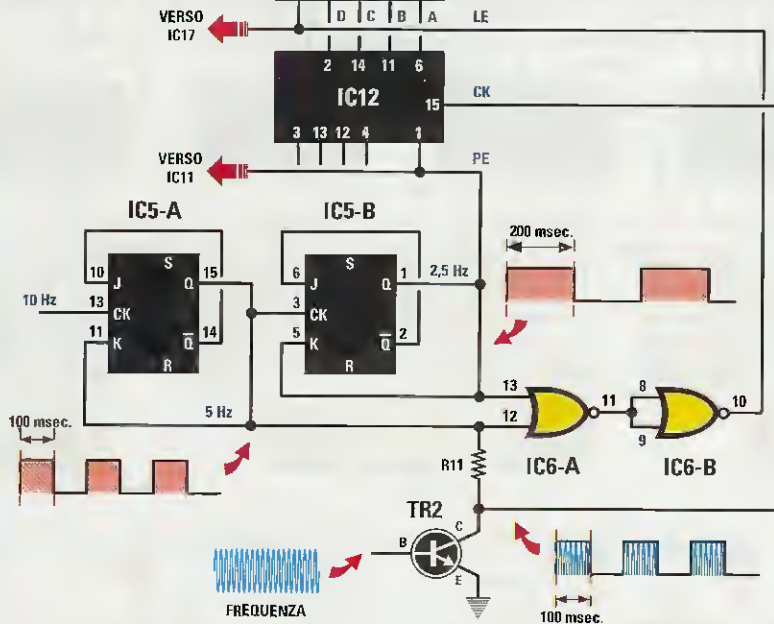 VERSO
IC17
D C B A
LE
2 14 11 6
IC12
15
CK
3 13 12 4 1
VERSO
IC11
PE
IC5-A
IC5-B
200 msec.
S
10 J Q 15
10 Hz
13 CK
11 K Q 14
R
S
6 J Q 1
2,5 Hz
3 CK
5 K Q 2
R
13
12
11
8
9
10
IC6-A
IC6-B
5 Hz
100 msec.
R11
TR2
C
B
E
FREQUENZA
100 msec.